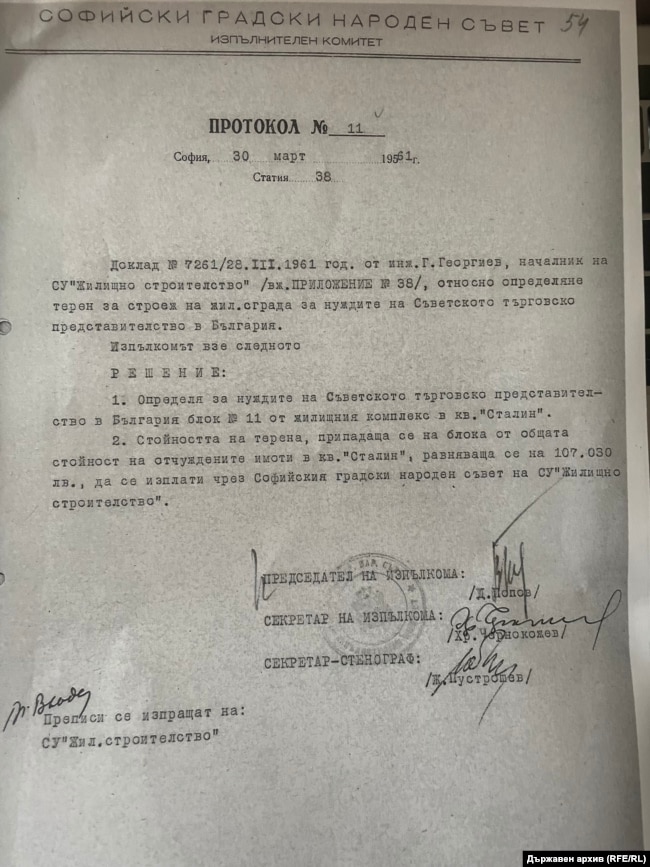 СОФИЙСКИ ГРАДСКИ НАРОДЕН СЪВЕТ 54
ИЗПЪЛНИТЕЛЕН КОМИТЕТ
ПРОТОКОЛ № 11
София, 30 март 1961 г.
Статия 38
Доклад № 7261/28.III.1961 год. от инж.Г.Георгиев, началник на
СУ"Жилищно строителство" /вж.ПРИЛОЖЕНИЕ № 38/, относно определяне
терен за строеж на жил.сграда за нуждите на Съветското търговско
представителство в България.
Изпълкомът взе следното
РЕШЕНИЕ:
1. Определя за нуждите на Съветското търговско представител-
ство в България блок № 11 от жилищния комплекс в кв."Сталин".
2. Стойността на терена, припадаща се на блока от общата
стойност на отчуждените имоти в кв."Сталин", равняваща се на 107.030
лв., да се изплати чрез Софийския градски народен съвет на СУ"Жилищно
строителство".
ПРЕДСЕДАТЕЛ НА ИЗПЪЛКОМА:
/Д.Попов/
СЕКРЕТАР НА ИЗПЪЛКОМА:
/Хр.Чернокожев/
СЕКРЕТАР-СТЕНОГРАФ:
/Ж.Пустрошев/
Преписи се изпращат на:
СУ"Жил.строителство"
Държавен архив (RFE/RL)